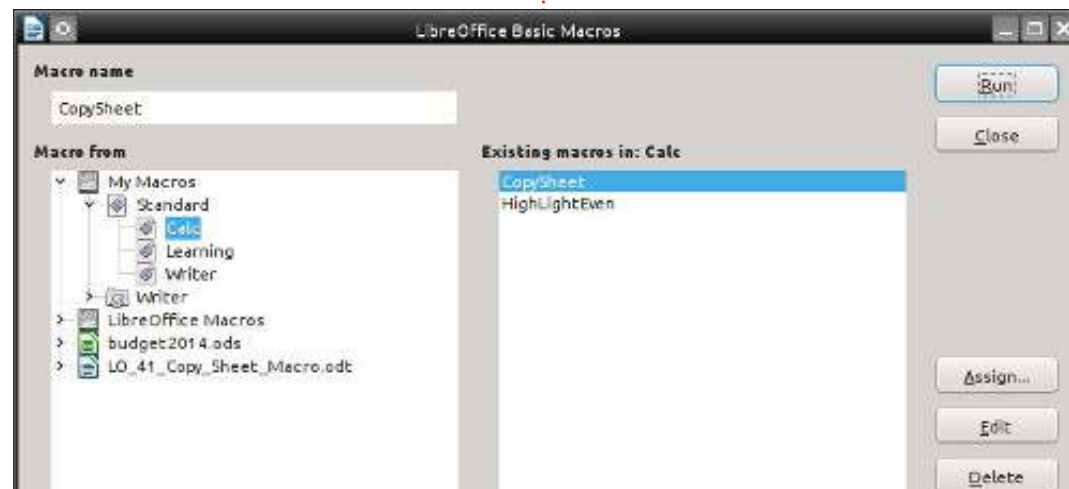 LibreOffice Basic Macros
Macro name
CopySheet
Run
Close
Macro from
My Macros
Standard
Calc
Learning
Writer
Writer
LibreOffice Macros
budget2014.ods
LO_41_Copy_Sheet_Macro.odt
Existing macros in: Calc
CopySheet
HighLightEven
Assign...
Edit
Delete